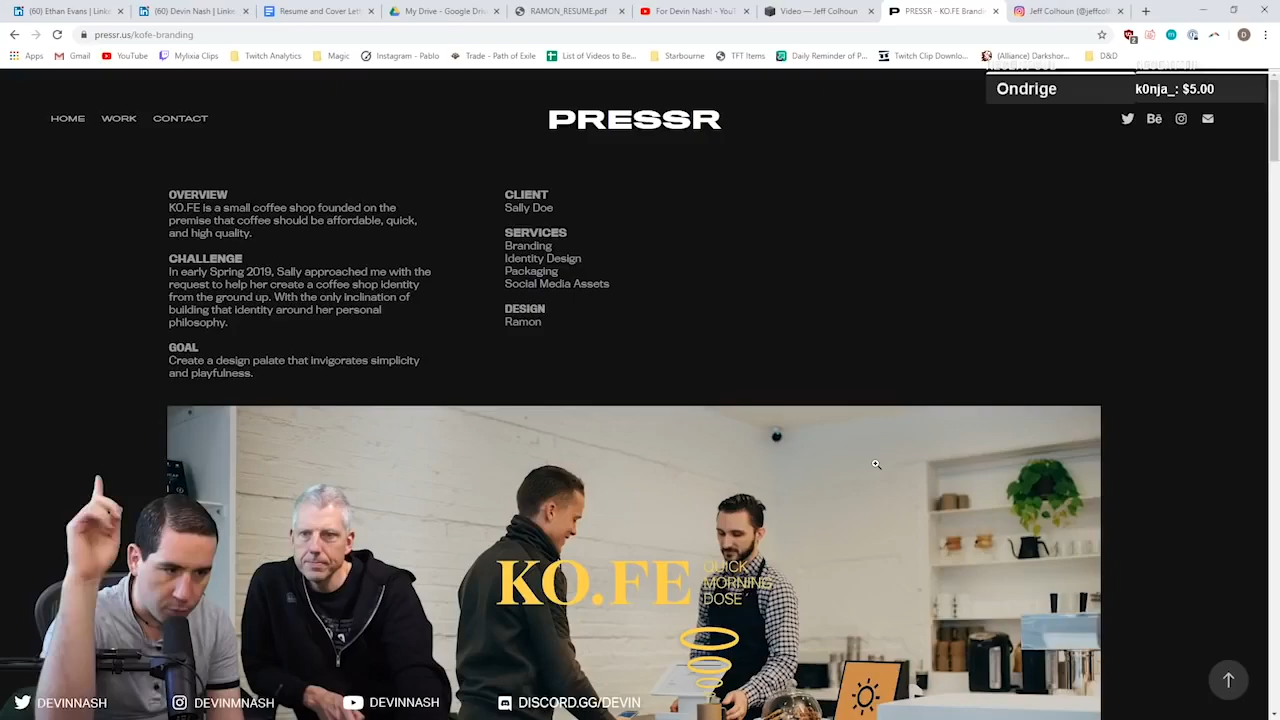 (60) Ethan Evans | Link
(60) Devin Nash | Linke
Resume and Cover Lett
My Drive - Google Driv
RAMON_RESUME.pdf
For Devin Nash! - YouT
Video — Jeff Colhoun
PRESSR - KO.FE Brandin
Jeff Colhoun (@jeffcoll
pressr.us/kofe-branding
Apps
Gmail
YouTube
Mylixia Clips
Twitch Analytics
Magic
Instagram - Pablo
Trade - Path of Exile
List of Videos to Be...
Starbourne
TFT Items
Daily Reminder of P...
Twitch Clip Downlo...
(Alliance) Darkshor...
D&D
Ondrige
k0nja_: $5.00
HOME
WORK
CONTACT
PRESSR
Bē
OVERVIEW
KO.FE is a small coffee shop founded on the
premise that coffee should be affordable, quick,
and high quality.
CHALLENGE
In early Spring 2019, Sally approached me with the
request to help her create a coffee shop identity
from the ground up. With the only inclination of
building that identity around her personal
philosophy.
GOAL
Create a design palate that invigorates simplicity
and playfulness.
CLIENT
Sally Doe
SERVICES
Branding
Identity Design
Packaging
Social Media Assets
DESIGN
Ramon
KO.FE
QUICK
MORNING
DOSE
DEVINNASH
DEVINMNASH
DEVINNASH
DISCORD.GG/DEVIN